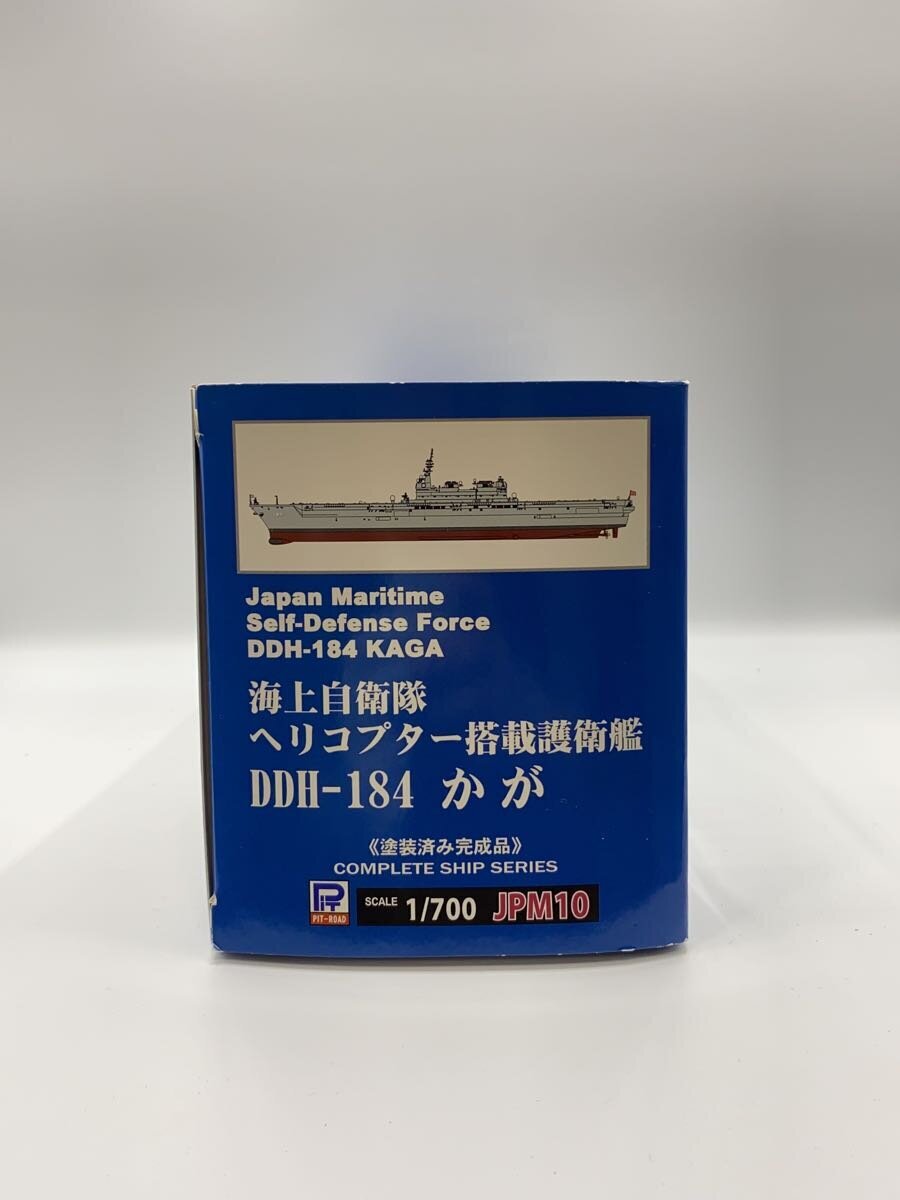 Japan Maritime
Self-Defense Force
DDH-184 KAGA
海上自衛隊
ヘリコプター搭載護衛艦
DDH-184 かが
《塗装済み完成品》
COMPLETE SHIP SERIES
PIT
PIT-ROAD
SCALE 1/700 JPM10